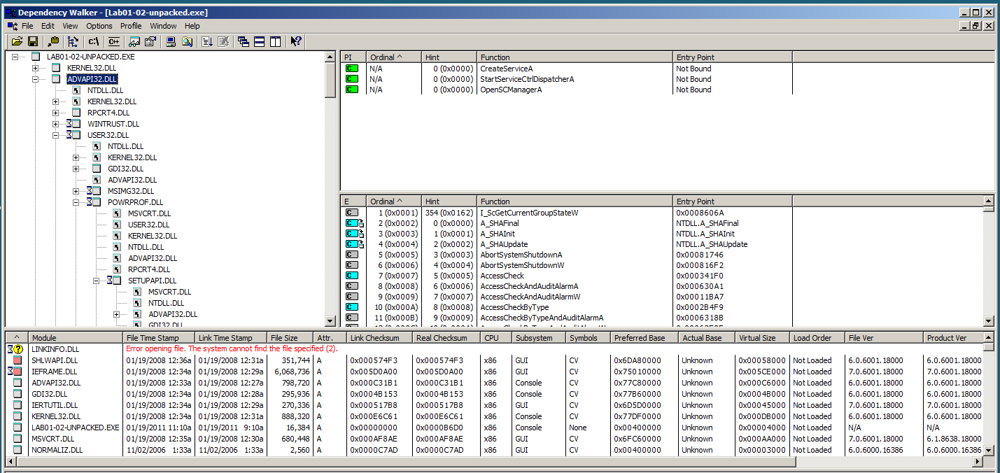 Dependency Walker - [Lab01-02-unpacked.exe]
File Edit View Options Profile Window Help
C:\ C++
LAB01-02-UNPACKED.EXE
KERNEL32.DLL
ADVAPI32.DLL
NTDLL.DLL
KERNEL32.DLL
RPCRT4.DLL
WINTRUST.DLL
USER32.DLL
NTDLL.DLL
KERNEL32.DLL
GDI32.DLL
ADVAPI32.DLL
MSIMG32.DLL
POWRPROF.DLL
MSVCRT.DLL
USER32.DLL
KERNEL32.DLL
NTDLL.DLL
ADVAPI32.DLL
RPCRT4.DLL
SETUPAPI.DLL
MSVCRT.DLL
NTDLL.DLL
ADVAPI32.DLL
GDI32.DLL
PI Ordinal ^ Hint Function Entry Point
C N/A 0 (0x0000) CreateServiceA Not Bound
C N/A 0 (0x0000) StartServiceCtrlDispatcherA Not Bound
C N/A 0 (0x0000) OpenSCManagerA Not Bound
E Ordinal ^ Hint Function Entry Point
C 1 (0x0001) 354 (0x0162) I_ScGetCurrentGroupStateW 0x0008606A
C 2 (0x0002) 0 (0x0000) A_SHAFinal NTDLL.A_SHAFinal
C 3 (0x0003) 1 (0x0001) A_SHAInit NTDLL.A_SHAInit
C 4 (0x0004) 2 (0x0002) A_SHAUpdate NTDLL.A_SHAUpdate
C 5 (0x0005) 3 (0x0003) AbortSystemShutdownA 0x00081746
C 6 (0x0006) 4 (0x0004) AbortSystemShutdownW 0x000816F2
C 7 (0x0007) 5 (0x0005) AccessCheck 0x000341F0
C 8 (0x0008) 6 (0x0006) AccessCheckAndAuditAlarmA 0x000630A1
C 9 (0x0009) 7 (0x0007) AccessCheckAndAuditAlarmW 0x00011BA7
C 10 (0x000A) 8 (0x0008) AccessCheckByType 0x0002B4F9
C 11 (0x000B) 9 (0x0009) AccessCheckByTypeAndAuditAlarmA 0x0006318B
^ Module File Time Stamp Link Time Stamp File Size Attr. Link Checksum Real Checksum CPU Subsystem Symbols Preferred Base Actual Base Virtual Size Load Order File Ver Product Ver
? LINKINFO.DLL Error opening file. The system cannot find the file specified (2).
SHLWAPI.DLL 01/19/2008 12:36a 01/19/2008 12:31a 351,744 A 0x000574F3 0x000574F3 x86 GUI CV 0x6DA80000 Unknown 0x00058000 Not Loaded 6.0.6001.18000 6.0.6001.18000
IEFRAME.DLL 01/19/2008 12:34a 01/19/2008 12:29a 6,068,736 A 0x005D0A00 0x005D0A00 x86 GUI CV 0x75010000 Unknown 0x005CE000 Not Loaded 7.0.6001.18000 7.0.6001.18000
ADVAPI32.DLL 01/19/2008 12:33a 01/19/2008 12:27a 798,720 A 0x000C31B1 0x000C31B1 x86 Console CV 0x77C80000 Unknown 0x000C6000 Not Loaded 6.0.6001.18000 6.0.6001.18000
GDI32.DLL 01/19/2008 12:34a 01/19/2008 12:28a 295,936 A 0x0004B153 0x0004B153 x86 Console CV 0x77B60000 Unknown 0x0004B000 Not Loaded 6.0.6001.18000 6.0.6001.18000
IERTUTIL.DLL 01/19/2008 12:34a 01/19/2008 12:29a 270,336 A 0x000517B8 0x000517B8 x86 GUI CV 0x6D5D0000 Unknown 0x00045000 Not Loaded 7.0.6001.18000 7.0.6001.18000
KERNEL32.DLL 01/19/2008 12:34a 01/19/2008 12:31a 888,320 A 0x000E6C61 0x000E6C61 x86 Console CV 0x77DF0000 Unknown 0x000DB000 Not Loaded 6.0.6001.18000 6.0.6001.18000
LAB01-02-UNPACKED.EXE 01/19/2011 11:10a 01/19/2011 9:10a 16,384 A 0x00000000 0x0000B6D0 x86 Console None 0x00400000 Unknown 0x00004000 Not Loaded N/A N/A
MSVCRT.DLL 01/19/2008 12:35a 01/19/2008 12:30a 680,448 A 0x000AF8AE 0x000AF8AE x86 GUI CV 0x6FC60000 Unknown 0x000AA000 Not Loaded 7.0.6001.18000 6.1.8638.18000
NORMALIZ.DLL 11/02/2006 1:33a 11/02/2006 1:33a 2,560 A 0x0000C7AD 0x0000C7AD x86 GUI CV 0x00400000 Unknown 0x00003000 Not Loaded 6.0.6000.16386 6.0.6000.16386